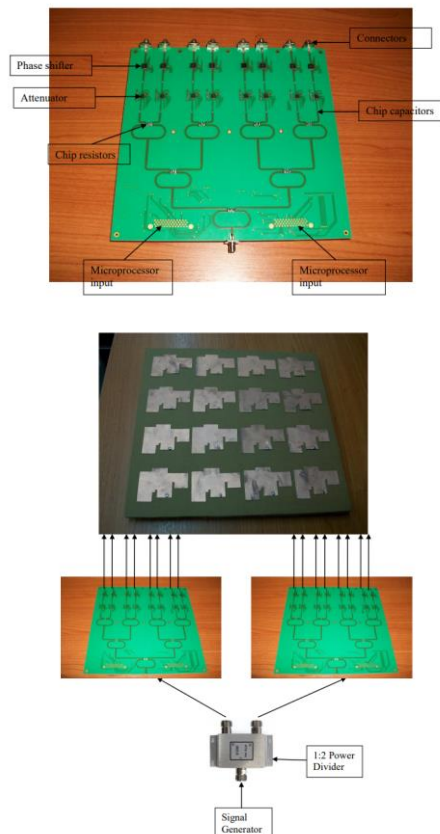 Connectors
Phase shifter
Attenuator
Chip capacitors
Chip resistors
Microprocessor
input
Microprocessor
input
1:2 Power
Divider
Signal
Generator